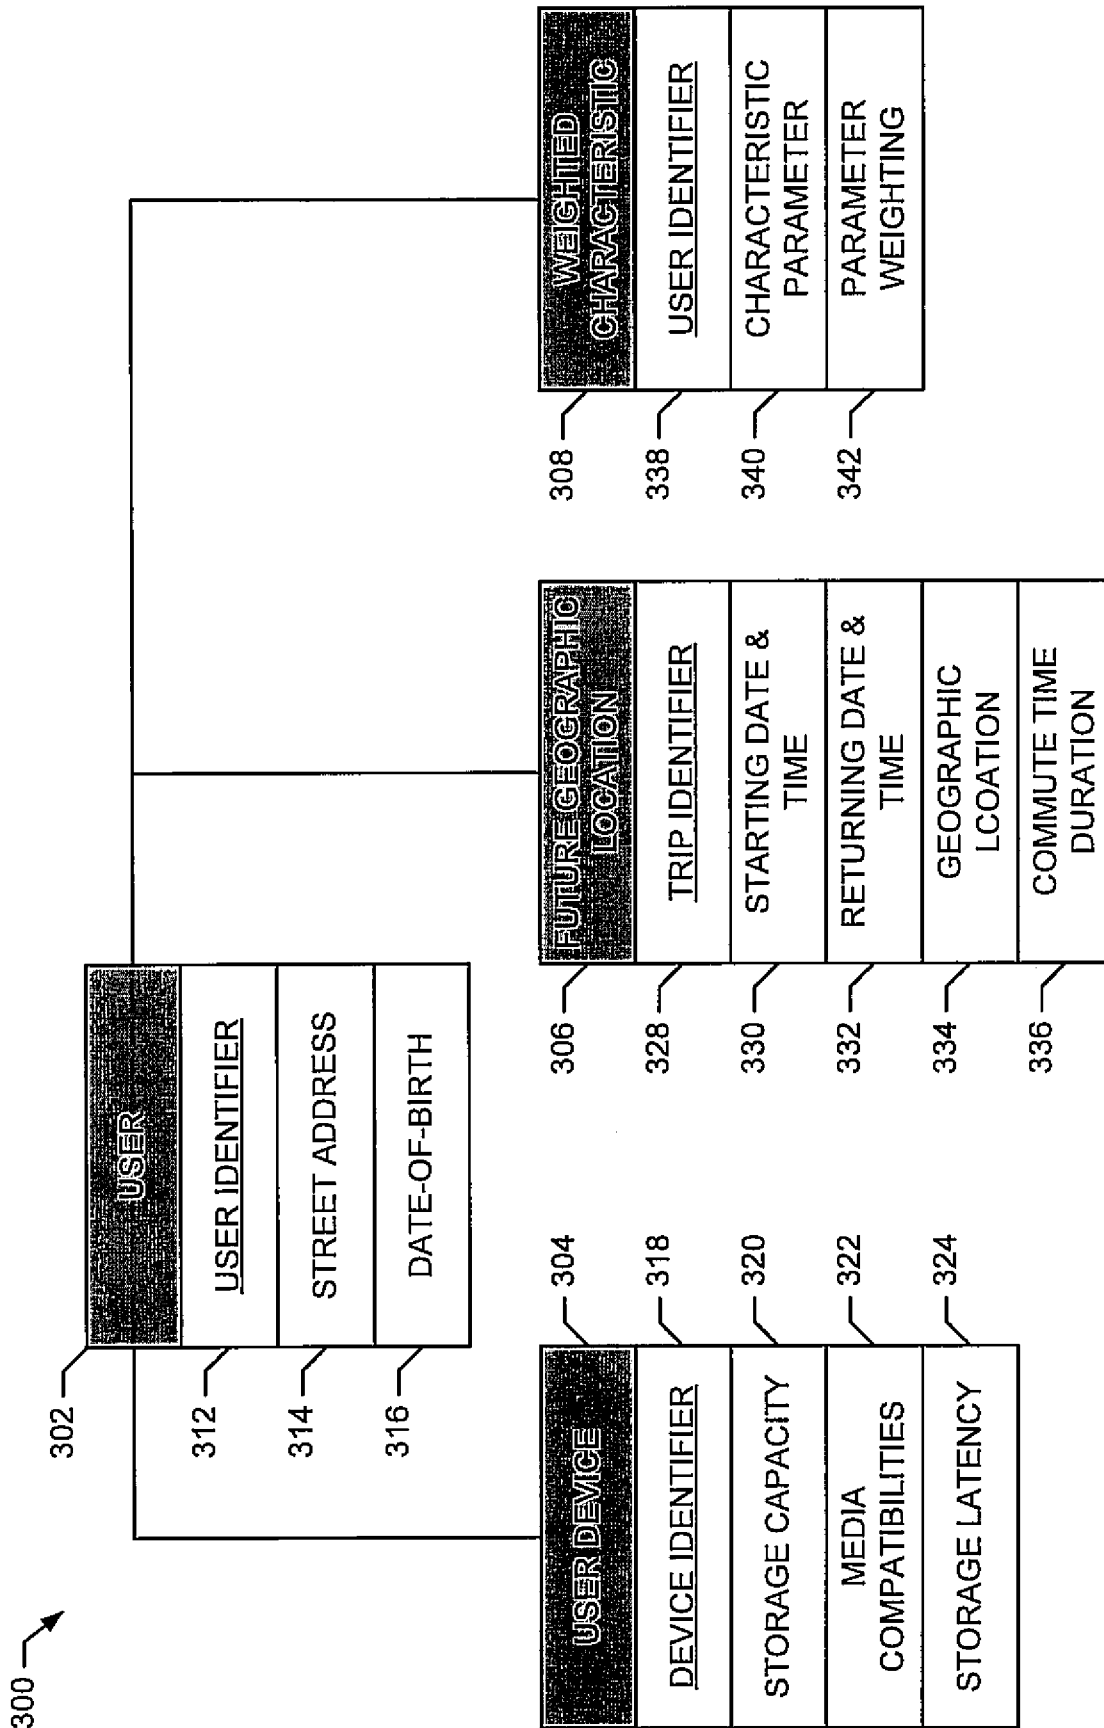 300
302
USER
312
USER IDENTIFIER
314
STREET ADDRESS
316
DATE-OF-BIRTH
USER DEVICE
304
DEVICE IDENTIFIER
318
STORAGE CAPACITY
320
MEDIA
COMPATIBILITIES
322
STORAGE LATENCY
324
306
FUTURE GEOGRAPHIC
LOCATION
328
TRIP IDENTIFIER
330
STARTING DATE &
TIME
332
RETURNING DATE &
TIME
334
GEOGRAPHIC
LCOATION
336
COMMUTE TIME
DURATION
308
WEIGHTED
CHARACTERISTIC
338
USER IDENTIFIER
340
CHARACTERISTIC
PARAMETER
342
PARAMETER
WEIGHTING